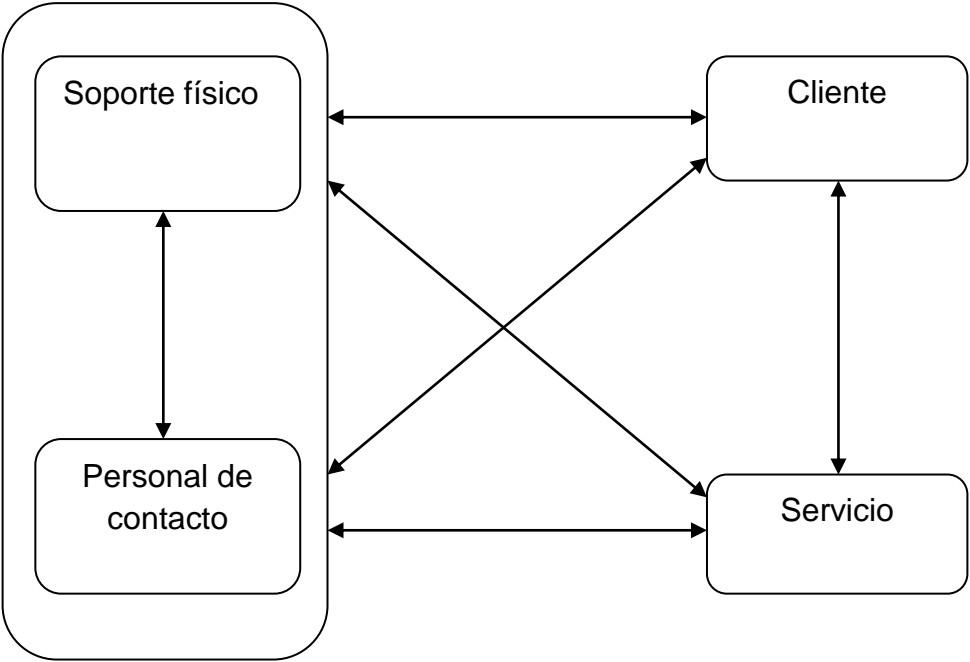 Soporte físico
Cliente
Personal de
contacto
Servicio